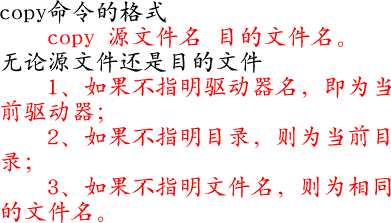 copy命令的格式
copy 源文件名 目的文件名。
无论源文件还是目的文件
1、如果不指明驱动器名，即为当
前驱动器；
2、如果不指明目录，则为当前目
录；
3、如果不指明文件名，则为相同
的文件名。